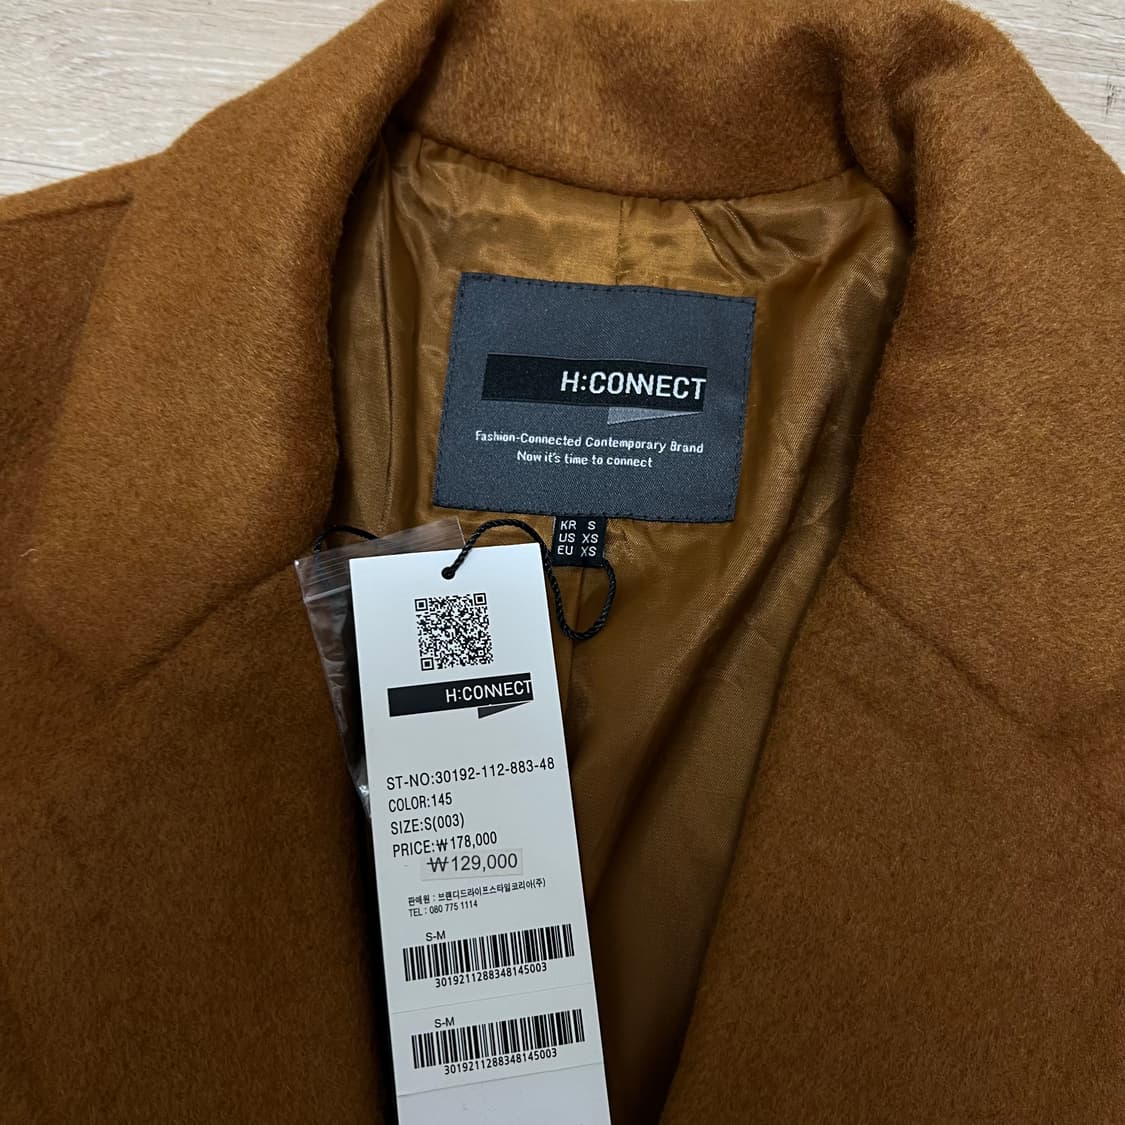 H:CONNECT
Fashion-Connected Contemporary Brand
Now it's time to connect
KR S
US XS
EU XS
H:CONNECT
ST-NO:30192-112-883-48
COLOR:145
SIZE:S(003)
PRICE:₩178,000
₩129,000
판매원 : 브랜디드라이프스타일코리아(주)
TEL : 080 775 1114
S-M
3019211288348145003
S-M
3019211288348145003